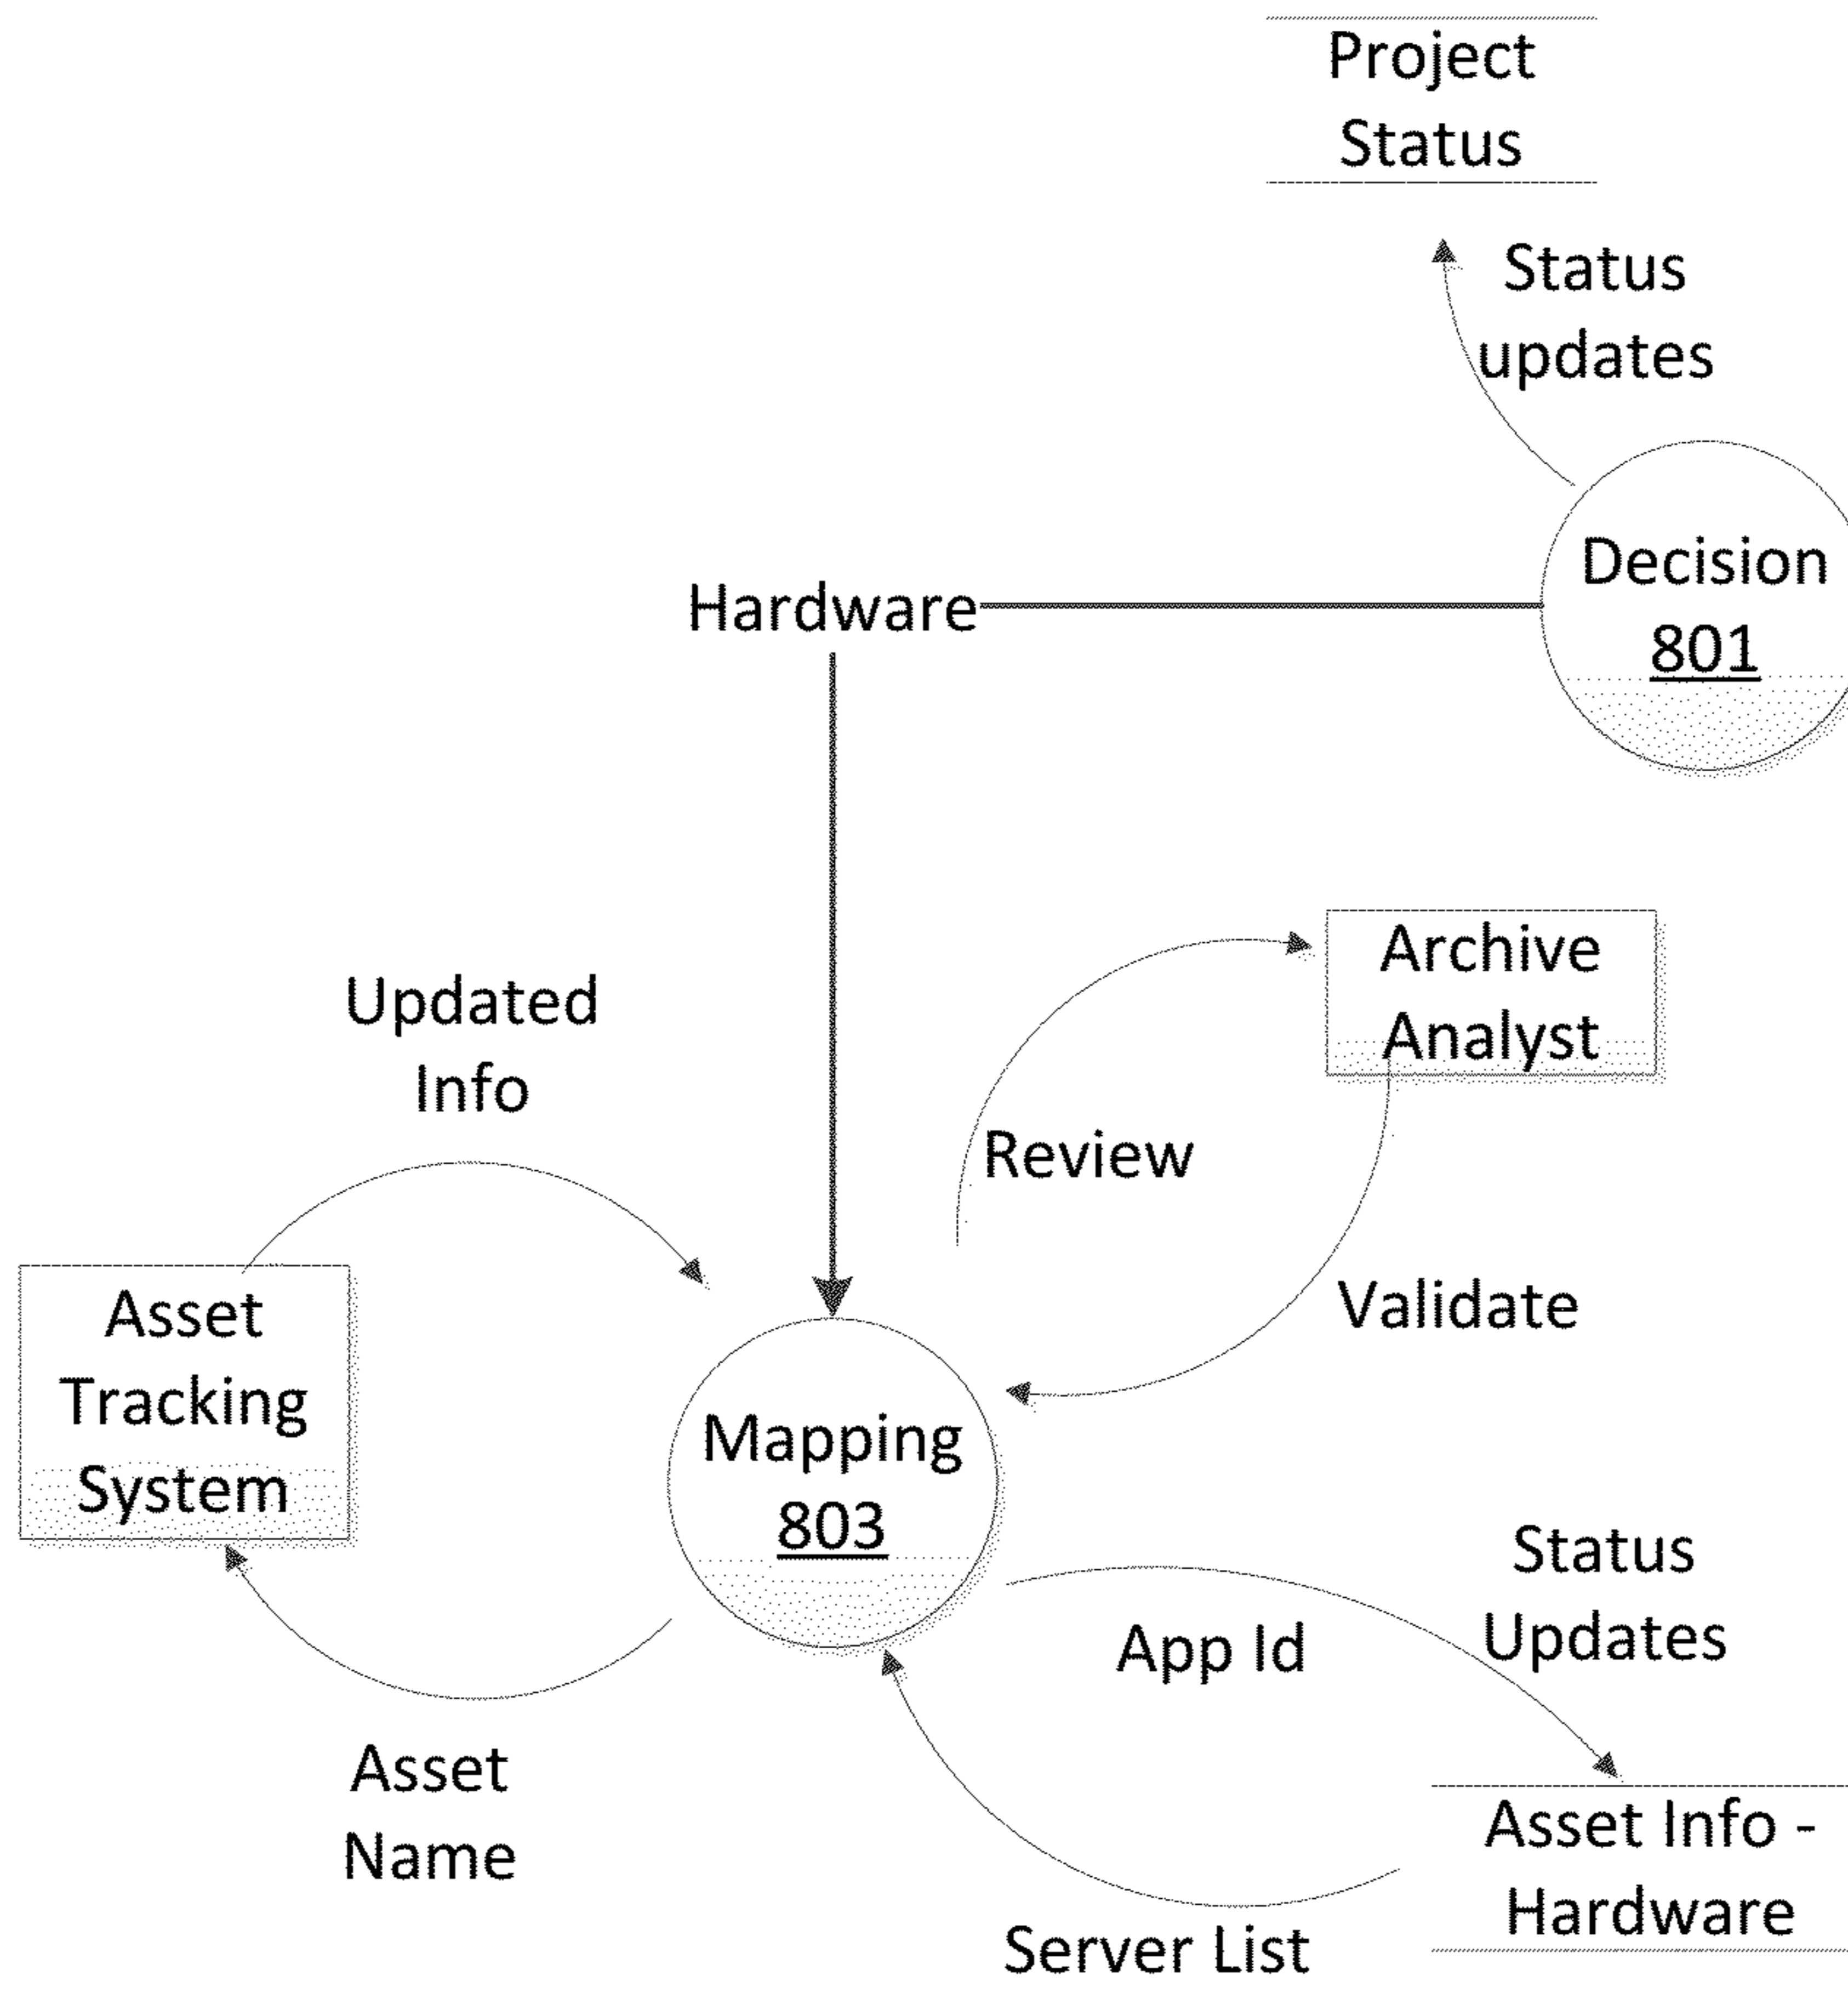 Project
Status
Status
updates
Decision
801
Hardware
Archive
Analyst
Updated
Info
Review
Validate
Asset
Tracking
System
Mapping
803
Status
Updates
App Id
Asset
Name
Asset Info -
Hardware
Server List